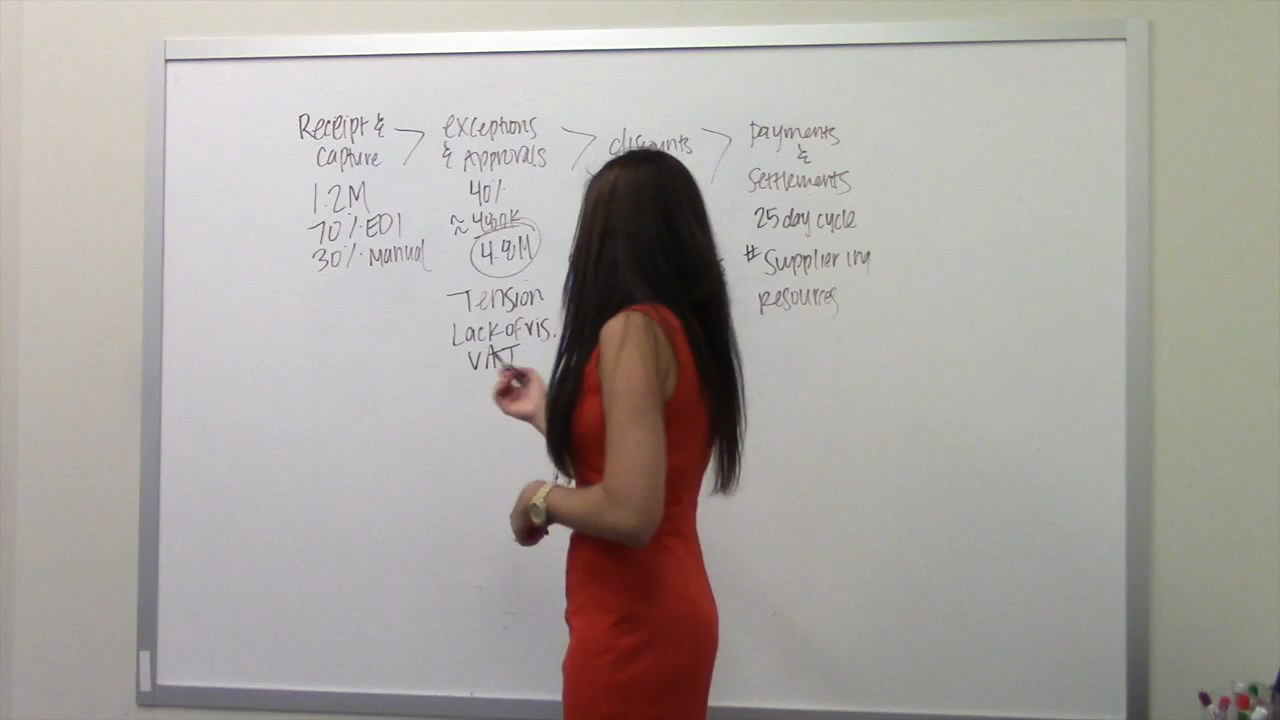 Receipt &
Capture
1.2M
70% EDI
30% Manual
exceptions
& Approvals
40%
≈ 480K
4.8M
Tension
Lack of vis.
VAT
discounts
payments
&
Settlements
25 day cycle
# Supplier inq
resources